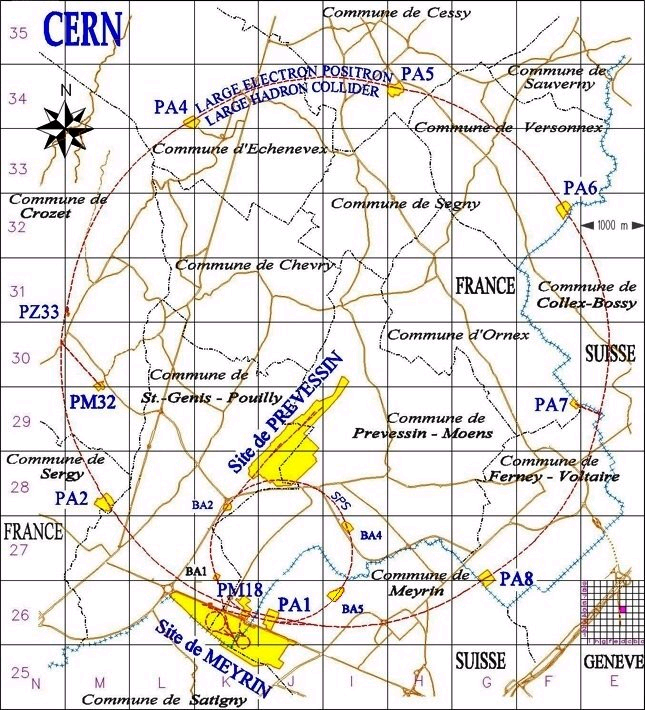 35
Commune de Cessy
CERN
LARGE ELECTRON POSITRON
LARGE HADRON COLLIDER
PA5
Commune de
Sauverny
34
N
PA4
Commune de Versonnex
Commune d'Echenevex
33
PA6
Commune de
Crozet
Commune de Segny
32
1000 m
Commune de Chevry
FRANCE
31
Commune de
Collex-Bossy
PZ33
Commune d'Ornex
SUISSE
30
Commune de
St.-Genis - Pouilly
PM32
PA7
29
Site de PREVESSIN
Commune de
Prevessin - Moens
Commune de
Sergy
Commune de
Ferney - Voltaire
28
PA2
BA2
SPS
FRANCE
BA4
27
BA1
Commune de
Meyrin
PA8
PM18
PA1
BA5
26
Site de MEYRIN
SUISSE
GENEVE
25
N M L K J I H G F E
Commune de Satigny